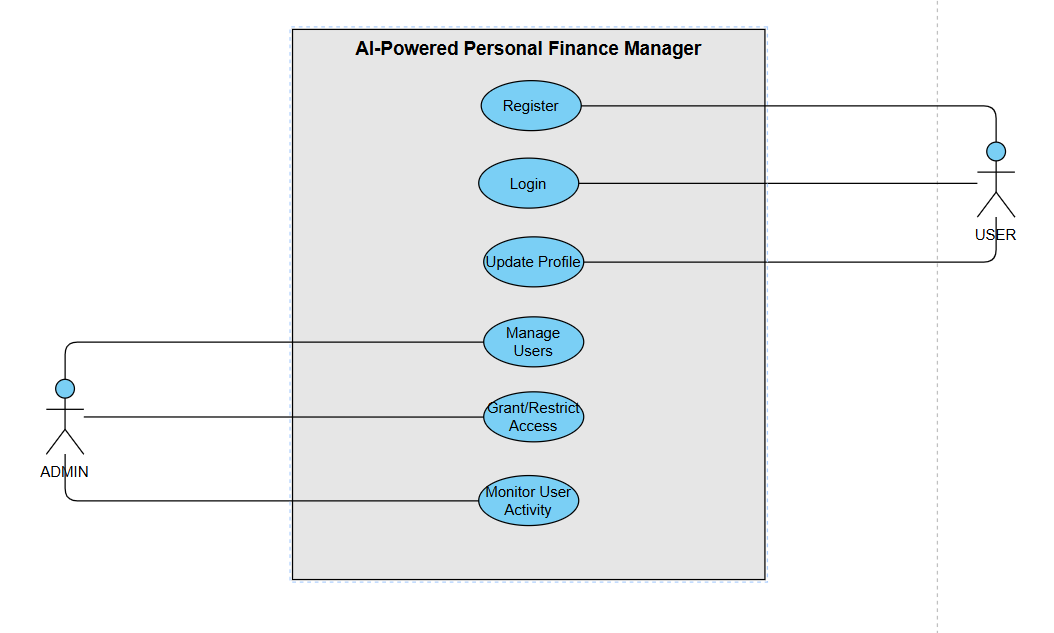 AI-Powered Personal Finance Manager
Register
Login
USER
Update Profile
Manage
Users
Grant/Restrict
Access
ADMIN
Monitor User
Activity